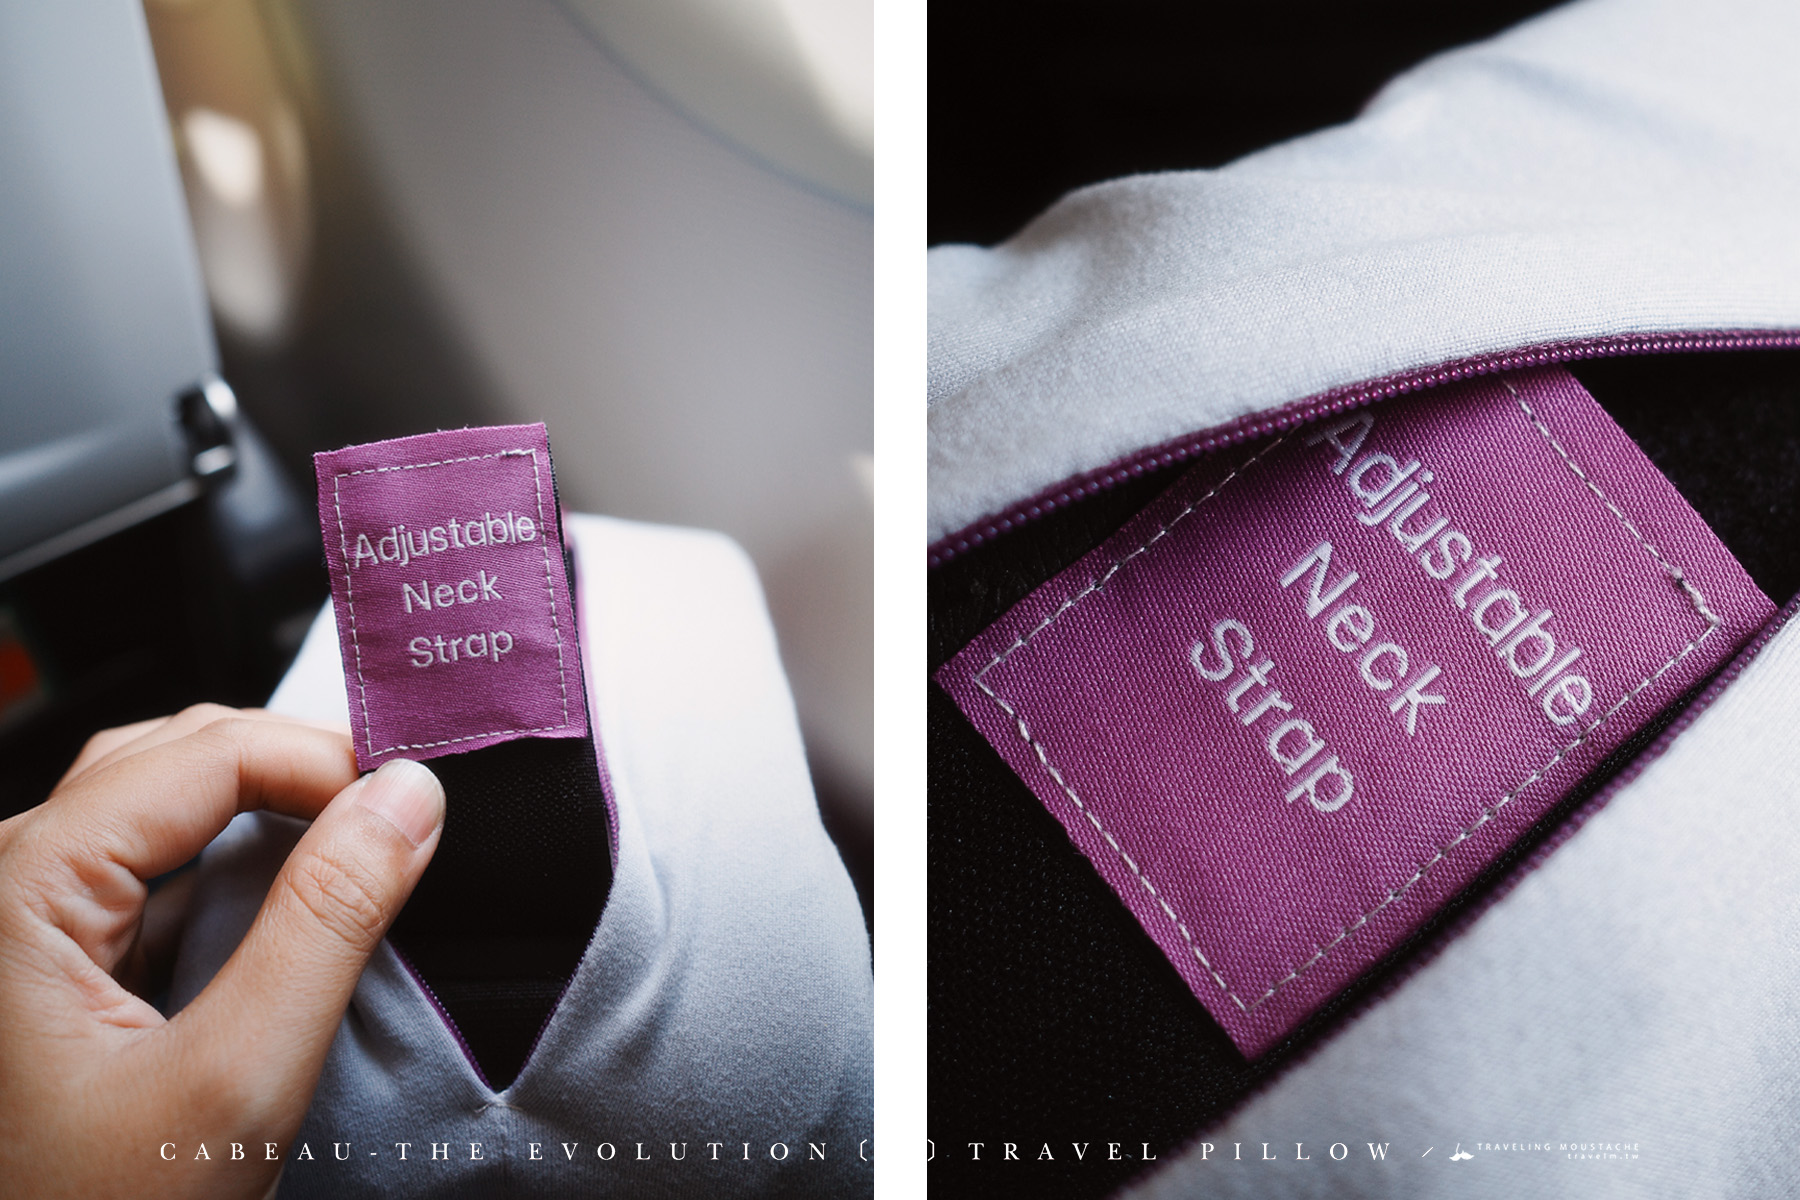 Adjustable
Neck
Strap
Adjustable
Neck
Strap
CABEAU-THE EVOLUTION〔 〕TRAVEL PILLOW /
TRAVELING MOUSTACHE
travelm.tw